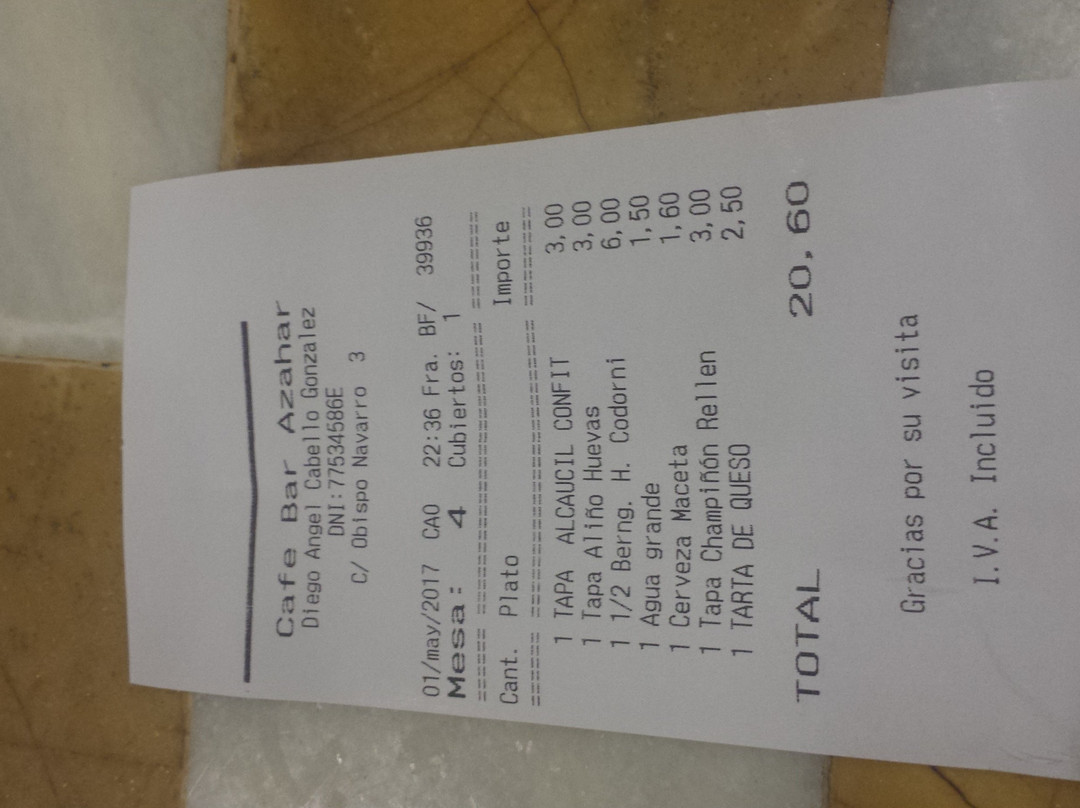 Cafe Bar Azahar
Diego Angel Cabello Gonzalez
DNI:77534586E
C/ Obispo Navarro 3
01/may/2017 CAO 22:36 Fra. BF/ 39936
Mesa: 4 Cubiertos: 1
Cant. Plato Importe
1 TAPA ALCAUCIL CONFIT 3,00
1 Tapa Aliño Huevas 3,00
1 1/2 Berng. H. Codorni 6,00
1 Agua grande 1,50
1 Cerveza Maceta 1,60
1 Tapa Champiñón Rellen 3,00
1 TARTA DE QUESO 2,50
TOTAL 20,60
Gracias por su visita
I.V.A. Incluido